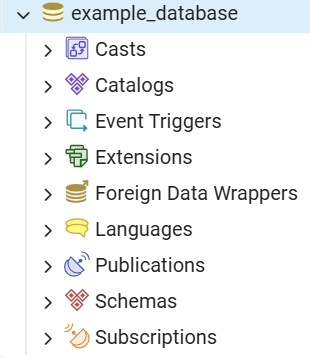 example_database
Casts
Catalogs
Event Triggers
Extensions
Foreign Data Wrappers
Languages
Publications
Schemas
Subscriptions